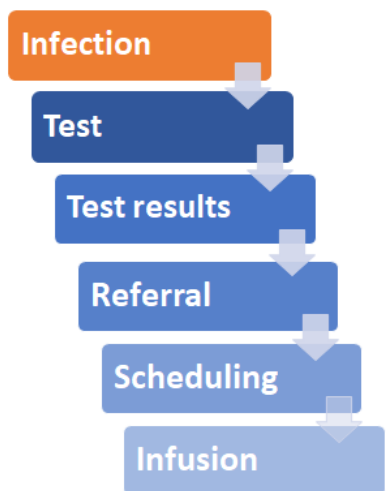 Infection
Test
Test results
Referral
Scheduling
Infusion